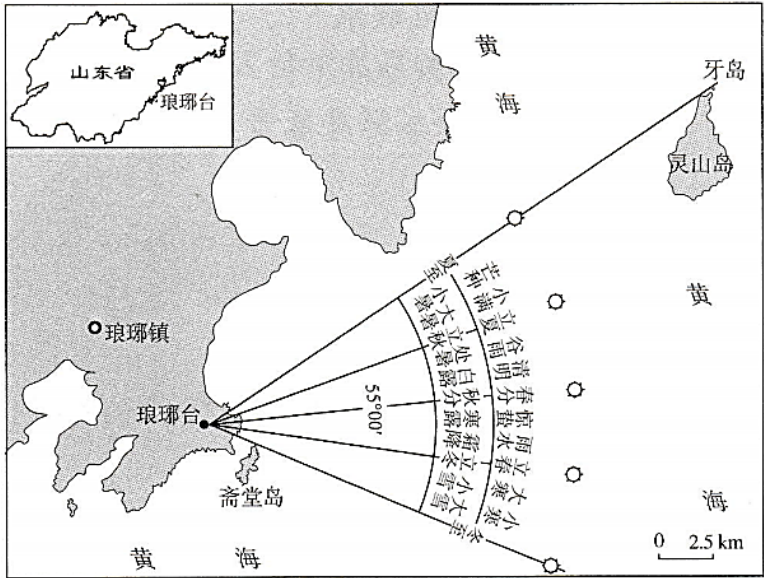 山东省
琅琊台
黄
海
牙岛
灵山岛
黄
海
琅琊镇
琅琊台
斋堂岛
黄
海
55°00′
夏至
芒种
小满
立夏
谷雨
清明
春分
惊蛰
雨水
立春
大寒
小寒
冬至
小暑
大暑
立秋
处暑
白露
秋分
寒露
霜降
立冬
小雪
大雪
0 2.5 km